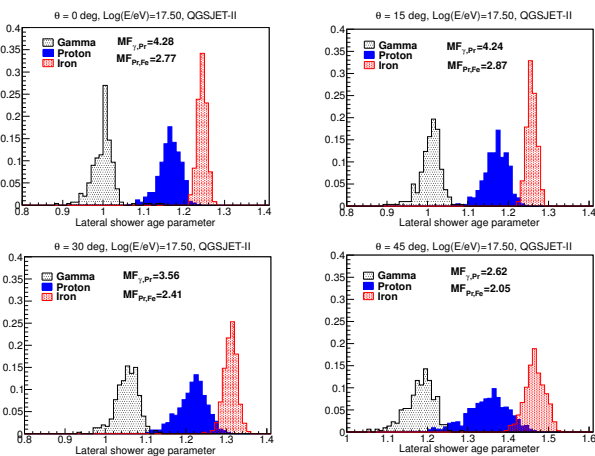 θ = 0 deg, Log(E/eV)=17.50, QGSJET-II
0.4
0.35
0.3
0.25
0.2
0.15
0.1
0.05
0
Gamma
Proton
Iron
MFγ,Pr=4.28
MFPr,Fe=2.77
0.8 0.9 1 1.1 1.2 1.3 1.4
Lateral shower age parameter
θ = 15 deg, Log(E/eV)=17.50, QGSJET-II
0.4
0.35
0.3
0.25
0.2
0.15
0.1
0.05
0
Gamma
Proton
Iron
MFγ,Pr=4.24
MFPr,Fe=2.87
0.8 0.9 1 1.1 1.2 1.3 1.4
Lateral shower age parameter
θ = 30 deg, Log(E/eV)=17.50, QGSJET-II
0.4
0.35
0.3
0.25
0.2
0.15
0.1
0.05
0
Gamma
Proton
Iron
MFγ,Pr=3.56
MFPr,Fe=2.41
0.8 0.9 1 1.1 1.2 1.3 1.4
Lateral shower age parameter
θ = 45 deg, Log(E/eV)=17.50, QGSJET-II
0.4
0.35
0.3
0.25
0.2
0.15
0.1
0.05
0
Gamma
Proton
Iron
MFγ,Pr=2.62
MFPr,Fe=2.05
1 1.1 1.2 1.3 1.4 1.5 1.6
Lateral shower age parameter